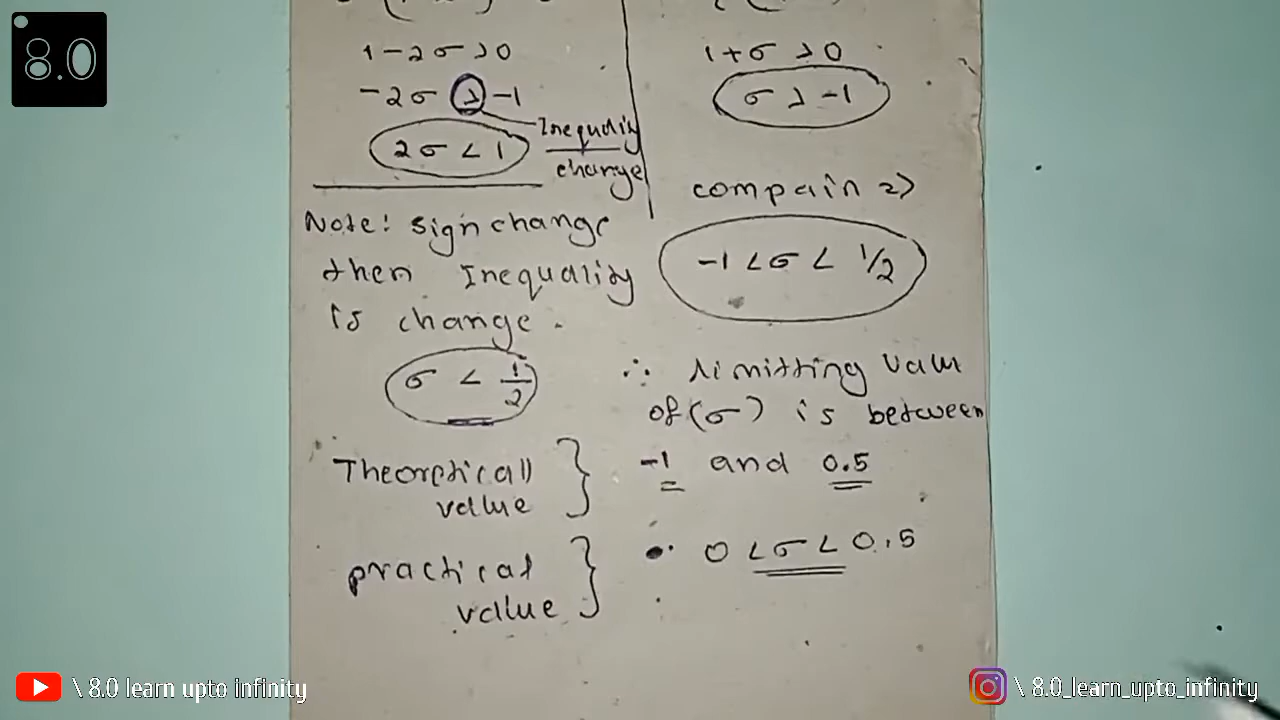 8.0
1 - 2σ > 0
-2σ > -1
Inequality
change
2σ < 1
Note: sign change
then Inequality
is change.
σ < 1/2
1 + σ > 0
σ > -1
compain =>
-1 < σ < 1/2
∴ limitting value
of (σ) is between
-1 and 0.5
Theoretical
value
practical
value
0 < σ < 0.5
\ 8.0 learn upto infinity
\ 8.0_learn_upto_infinity